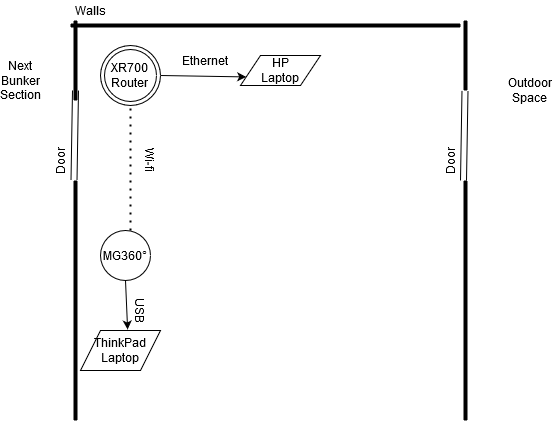 Walls
Next
Bunker
Section
XR700
Router
Ethernet
HP
Laptop
Outdoor
Space
Door
Wi-fi
Door
MG360°
USB
ThinkPad
Laptop